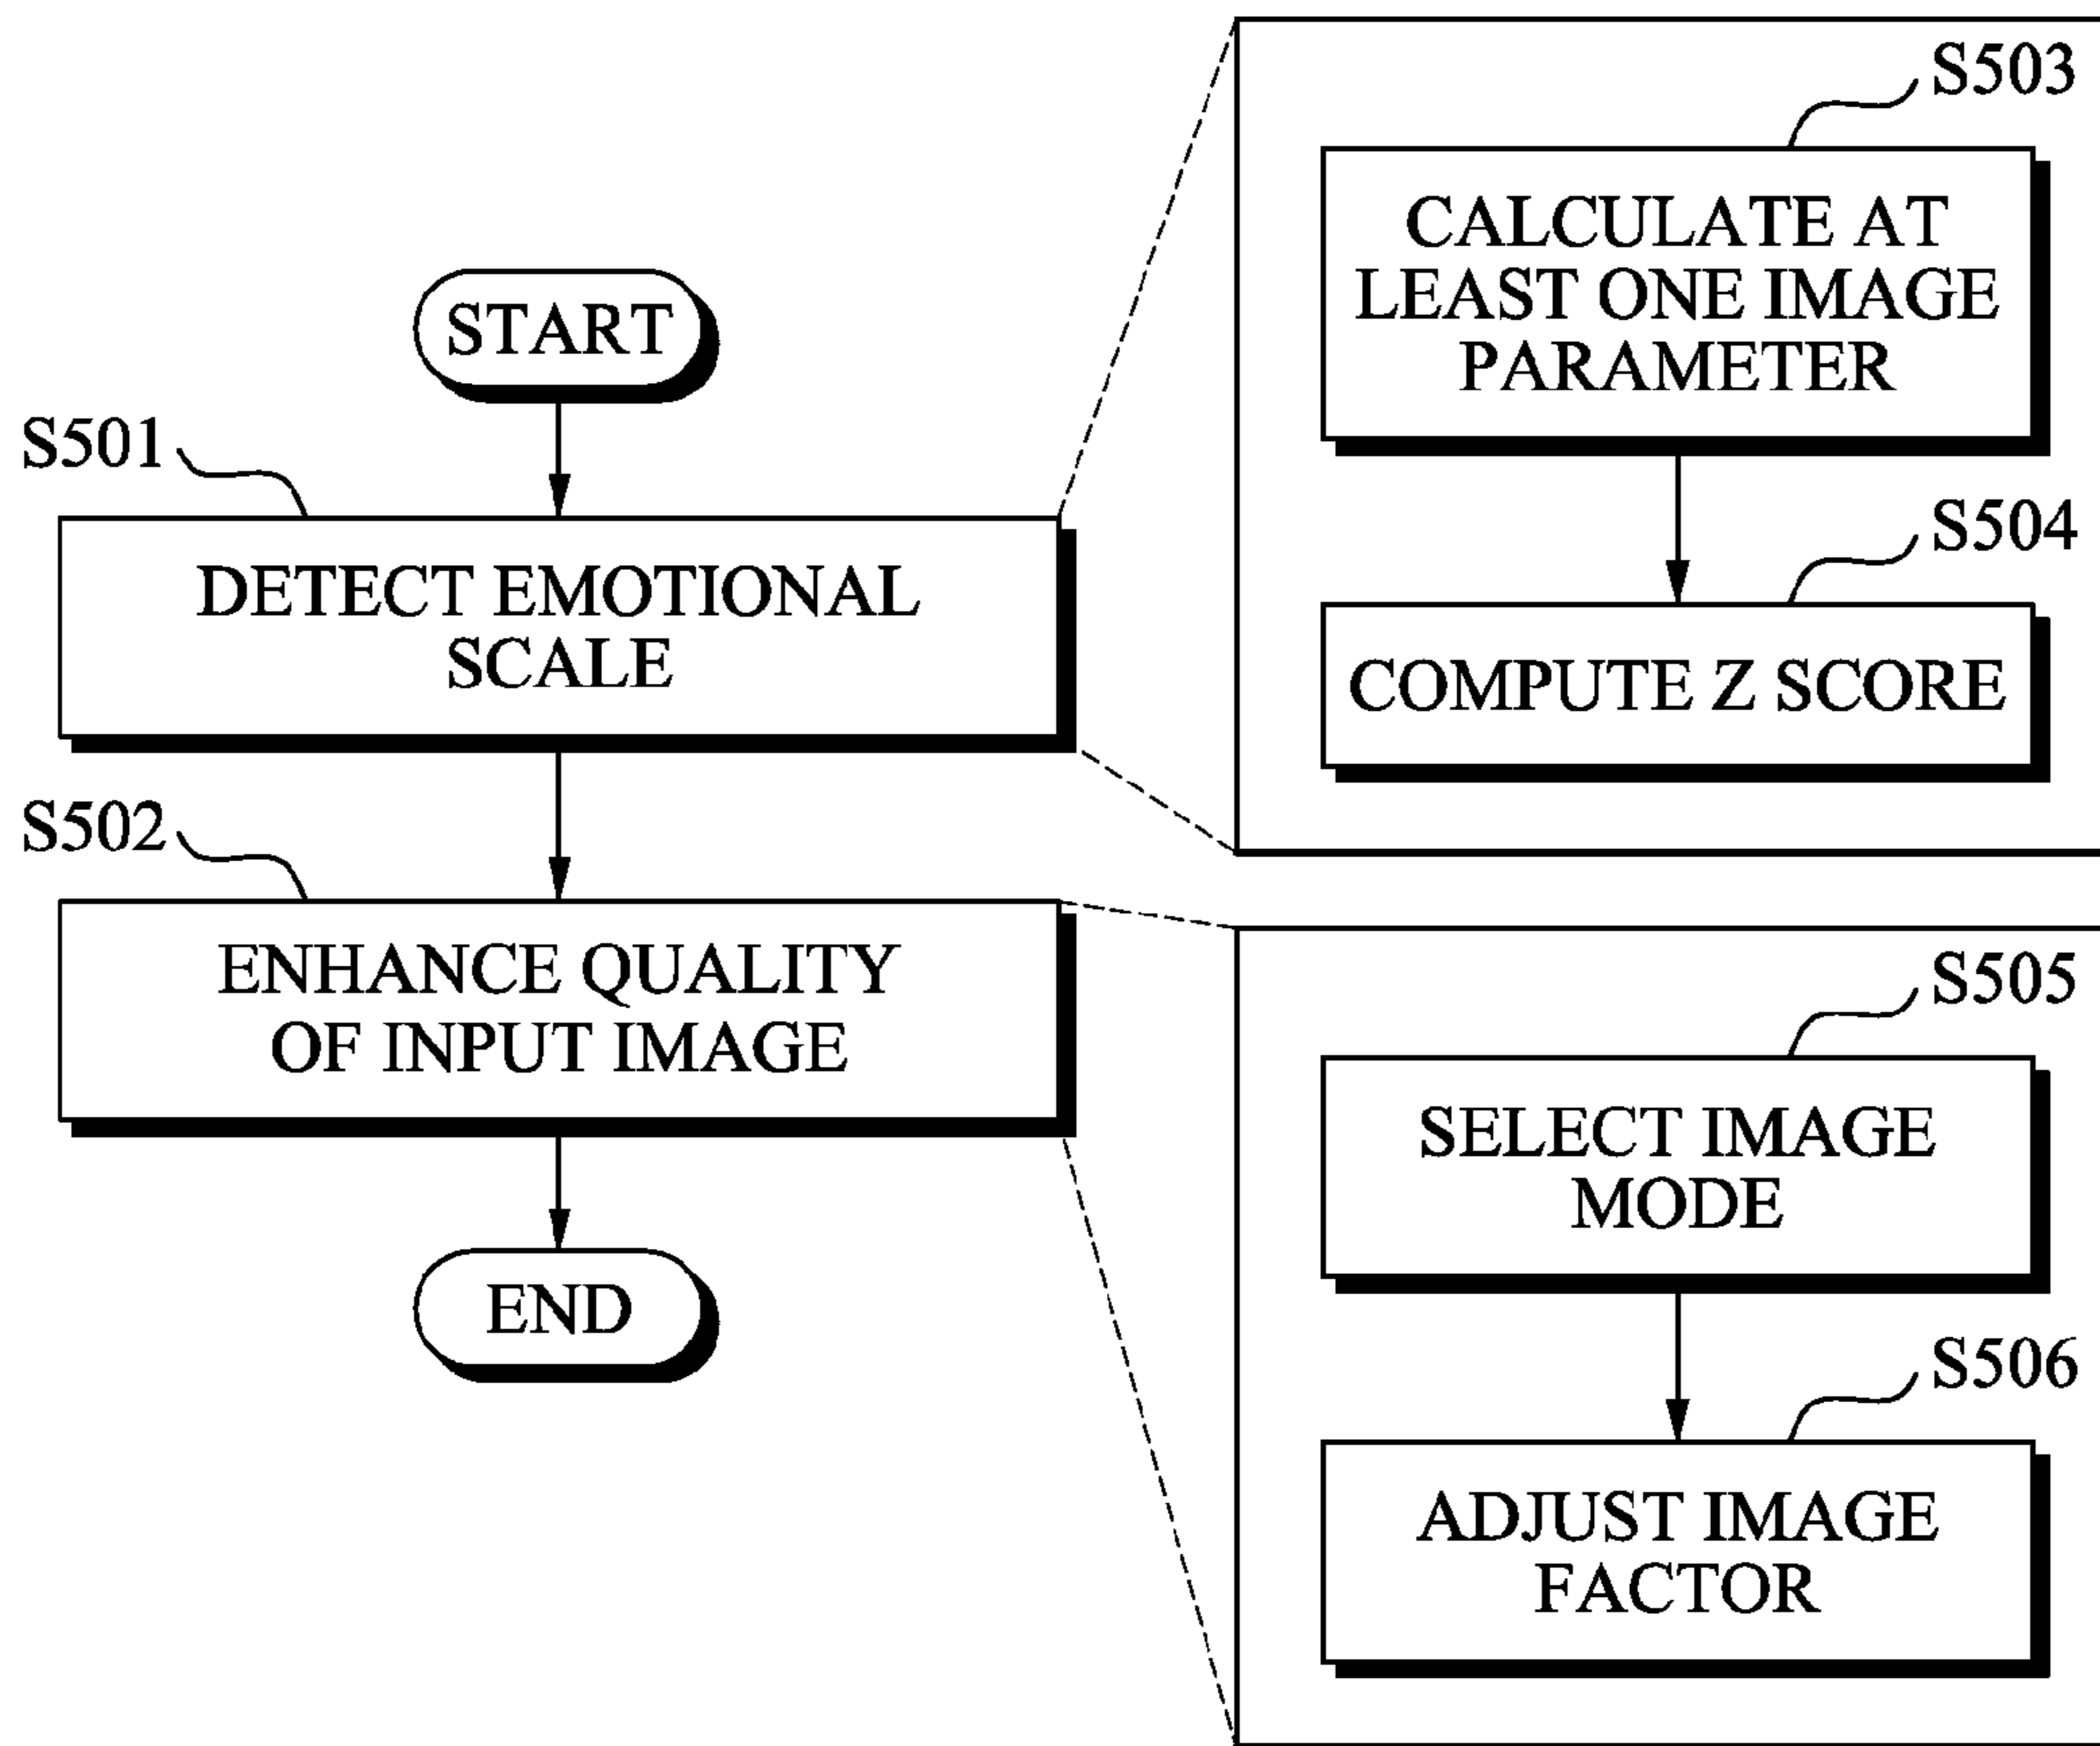 START
S501
DETECT EMOTIONAL
SCALE
S502
ENHANCE QUALITY
OF INPUT IMAGE
END
S503
CALCULATE AT
LEAST ONE IMAGE
PARAMETER
S504
COMPUTE Z SCORE
S505
SELECT IMAGE
MODE
S506
ADJUST IMAGE
FACTOR